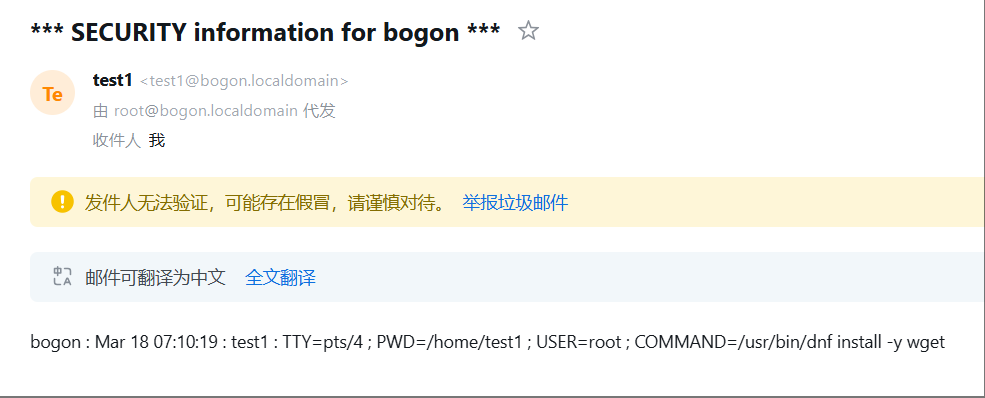 *** SECURITY information for bogon ***
Te
test1 <test1@bogon.localdomain>
由 root@bogon.localdomain 代发
收件人 我
发件人无法验证，可能存在假冒，请谨慎对待。 举报垃圾邮件
邮件可翻译为中文 全文翻译
bogon : Mar 18 07:10:19 : test1 : TTY=pts/4 ; PWD=/home/test1 ; USER=root ; COMMAND=/usr/bin/dnf install -y wget